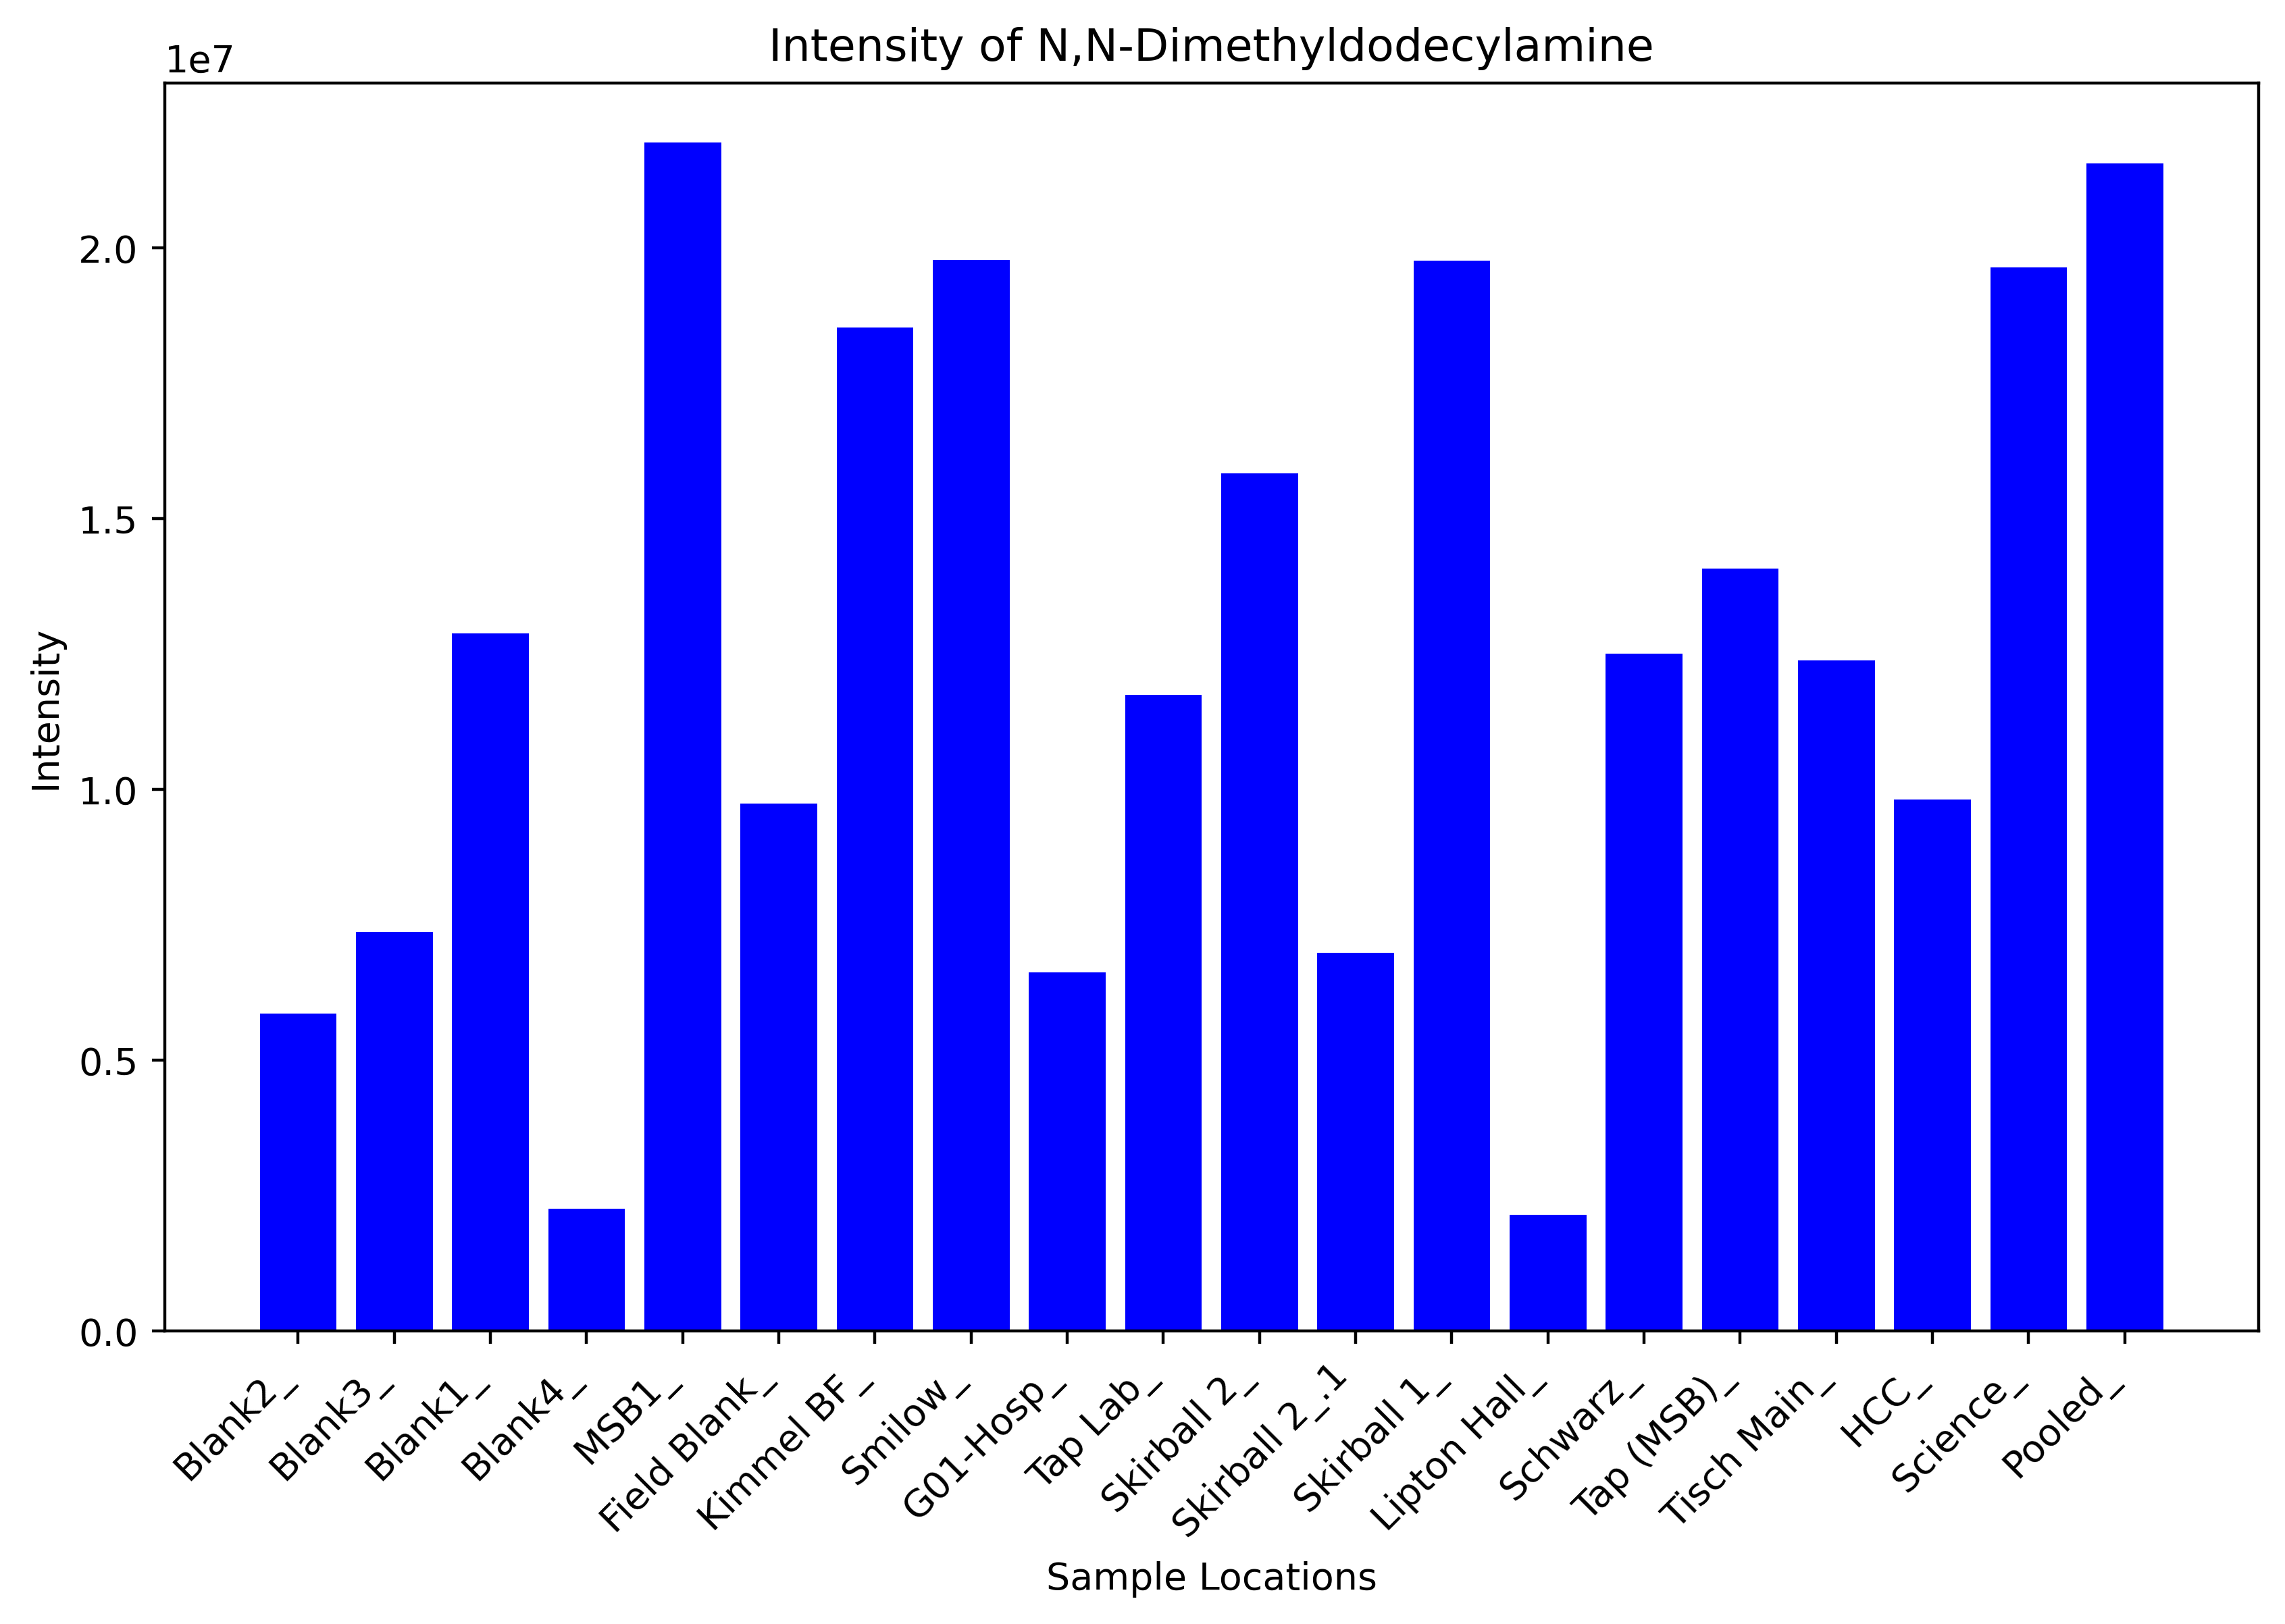 Intensity of N,N-Dimethyldodecylamine
1e7
2.0
1.5
1.0
0.5
0.0
Intensity
Blank2_
Blank3_
Blank1_
Blank4_
MSB1_
Field Blank_
Kimmel BF_
Smilow_
G01-Hosp_
Tap Lab_
Skirball 2_
Skirball 2_.1
Skirball 1_
Lipton Hall_
Schwarz_
Tap (MSB)_
Tisch Main_
HCC_
Science_
Pooled_
Sample Locations